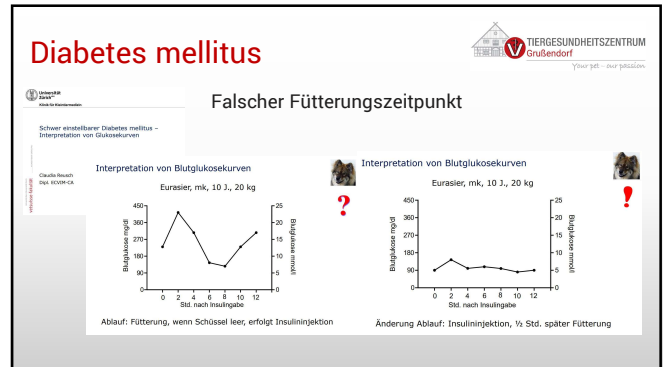 Diabetes mellitus
TIERGESUNDHEITSZENTRUM
Grußendorf
Your pet - our passion
Universität
Zürich
Klinik für Kleintiermedizin
Schwer einstellbarer Diabetes mellitus –
Interpretation von Glukosekurven
Claudia Reusch
Dipl. ECVIM-CA
Falscher Fütterungszeitpunkt
Interpretation von Blutglukosekurven
Eurasier, mk, 10 J., 20 kg
?
Blutglukose mg/dl
450
360
270
180
90
0
25
20
15
10
5
0
Blutglukose mmol/l
0 2 4 6 8 10 12
Std. nach Insulingabe
Ablauf: Fütterung, wenn Schüssel leer, erfolgt Insulininjektion
Interpretation von Blutglukosekurven
Eurasier, mk, 10 J., 20 kg
!
Blutglukose mg/dl
450
360
270
180
90
0
25
20
15
10
5
0
Blutglukose mmol/l
0 2 4 6 8 10 12
Std. nach Insulingabe
Änderung Ablauf: Insulininjektion, ½ Std. später Fütterung